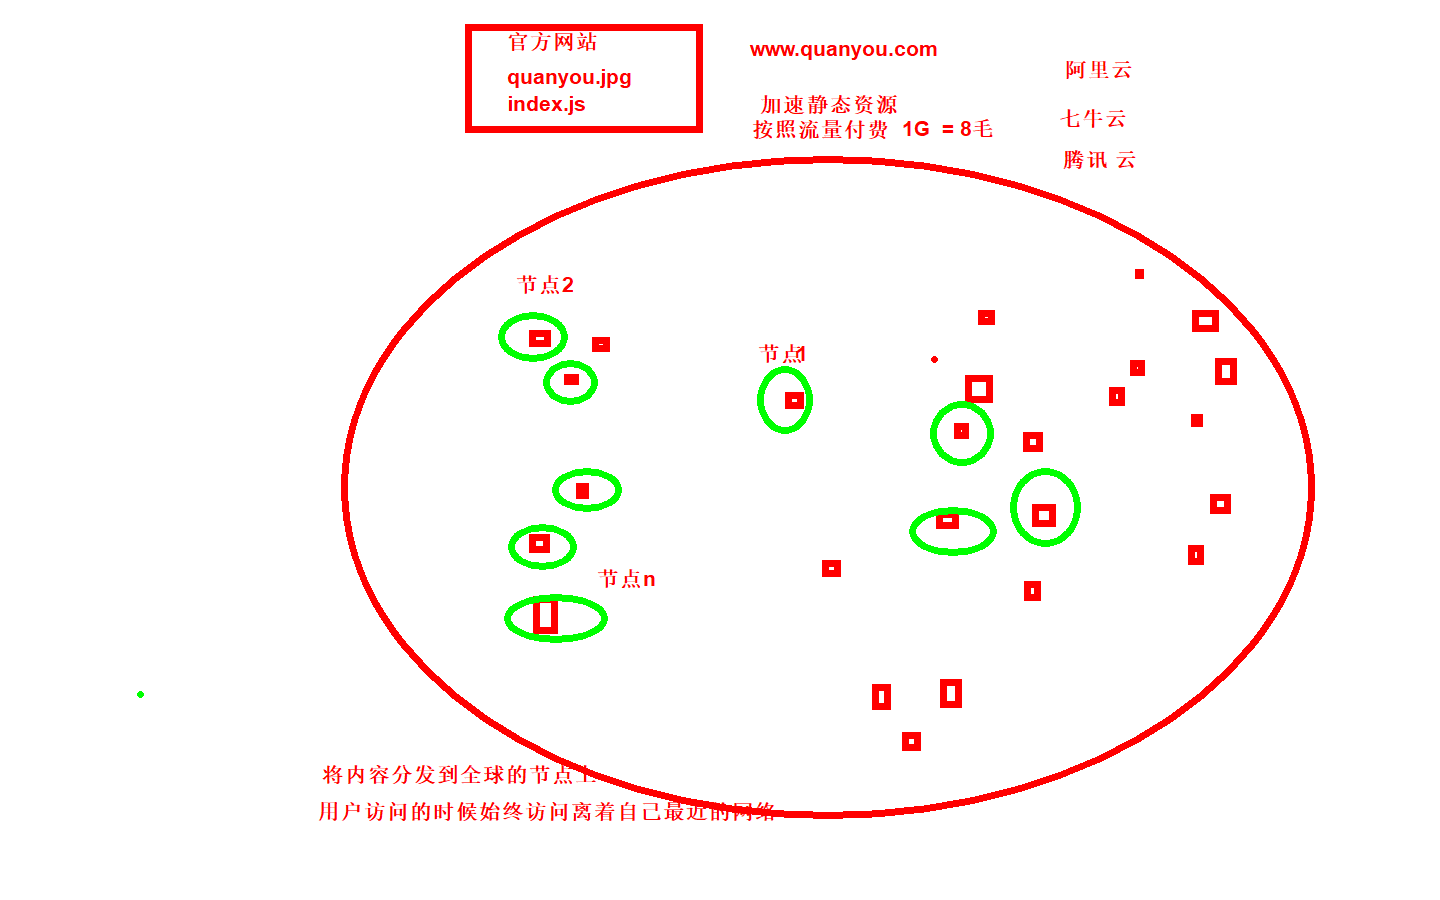 官方网站
quanyou.jpg
index.js
www.quanyou.com
加速静态资源
按照流量付费 1G = 8毛
阿里云
七牛云
腾讯 云
节点2
节点1
节点n
将内容分发到全球的节点上
用户访问的时候始终访问离着自己最近的网络